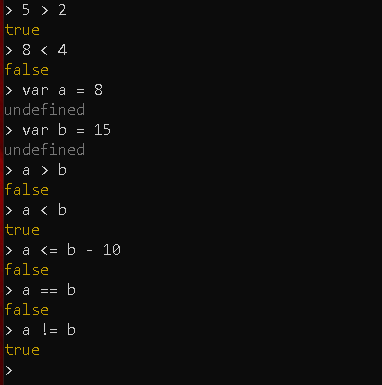 > 5 > 2
true
> 8 < 4
false
> var a = 8
undefined
> var b = 15
undefined
> a > b
false
> a < b
true
> a <= b - 10
false
> a == b
false
> a != b
true
>